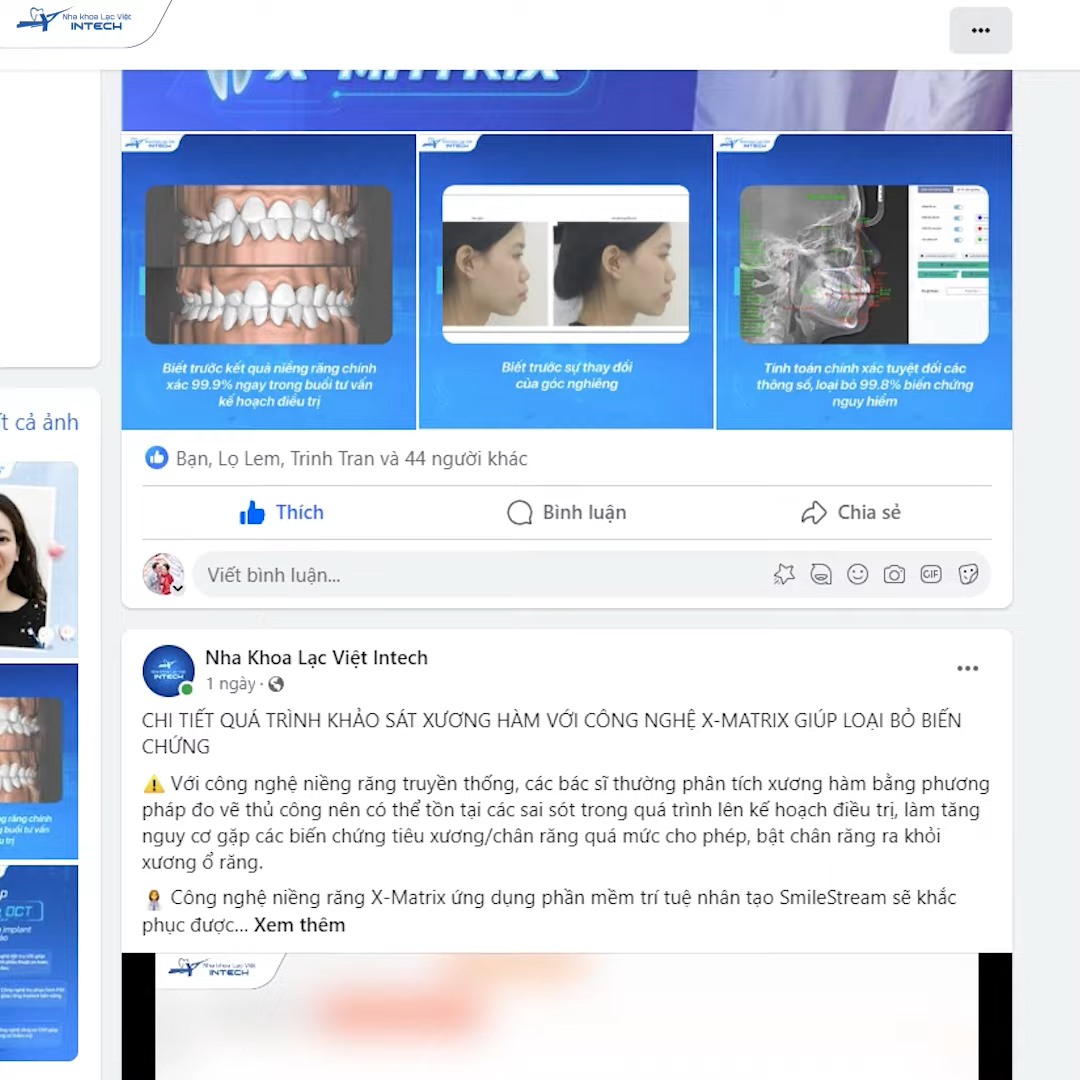 Nha khoa Lạc Việt
INTECH
X-MATRIX
INTECH
INTECH
INTECH
Biết trước kết quả niềng răng chính
xác 99.9% ngay trong buổi tư vấn
kế hoạch điều trị
Biết trước sự thay đổi
của góc nghiêng
Tính toán chính xác tuyệt đối các
thông số, loại bỏ 99.8% biến chứng
nguy hiểm
t cả ảnh
Bạn, Lọ Lem, Trinh Tran và 44 người khác
Thích
Bình luận
Chia sẻ
Viết bình luận...
GIF
Nha Khoa Lạc Việt Intech
1 ngày ·
CHI TIẾT QUÁ TRÌNH KHẢO SÁT XƯƠNG HÀM VỚI CÔNG NGHỆ X-MATRIX GIÚP LOẠI BỎ BIẾN
CHỨNG
⚠️ Với công nghệ niềng răng truyền thống, các bác sĩ thường phân tích xương hàm bằng phương
pháp đo vẽ thủ công nên có thể tồn tại các sai sót trong quá trình lên kế hoạch điều trị, làm tăng
nguy cơ gặp các biến chứng tiêu xương/chân răng quá mức cho phép, bật chân răng ra khỏi
xương ổ răng.
Công nghệ niềng răng X-Matrix ứng dụng phần mềm trí tuệ nhân tạo SmileStream sẽ khắc
phục được... Xem thêm
Nha khoa Lạc Việt
INTECH